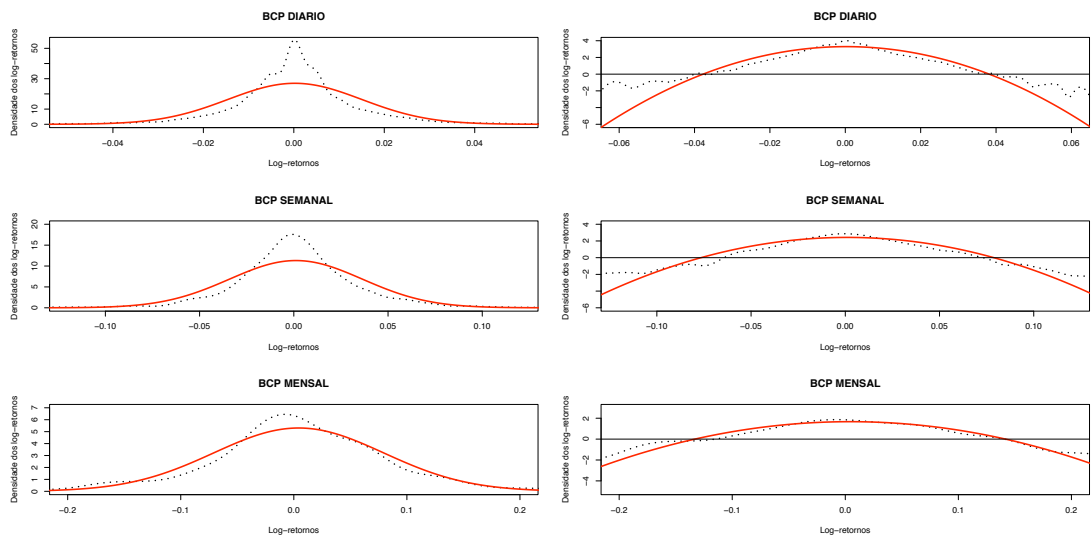 BCP DIARIO
Densidade dos log−retornos
0 10 30 50
−0.04 −0.02 0.00 0.02 0.04
Log−retornos
BCP DIARIO
Densidade dos log−retornos
−6 −2 0 2 4
−0.06 −0.04 −0.02 0.00 0.02 0.04 0.06
Log−retornos
BCP SEMANAL
Densidade dos log−retornos
0 5 10 15 20
−0.10 −0.05 0.00 0.05 0.10
Log−retornos
BCP SEMANAL
Densidade dos log−retornos
−6 −2 0 2 4
−0.10 −0.05 0.00 0.05 0.10
Log−retornos
BCP MENSAL
Densidade dos log−retornos
0 1 2 3 4 5 6 7
−0.2 −0.1 0.0 0.1 0.2
Log−retornos
BCP MENSAL
Densidade dos log−retornos
−4 −2 0 2
−0.2 −0.1 0.0 0.1 0.2
Log−retornos